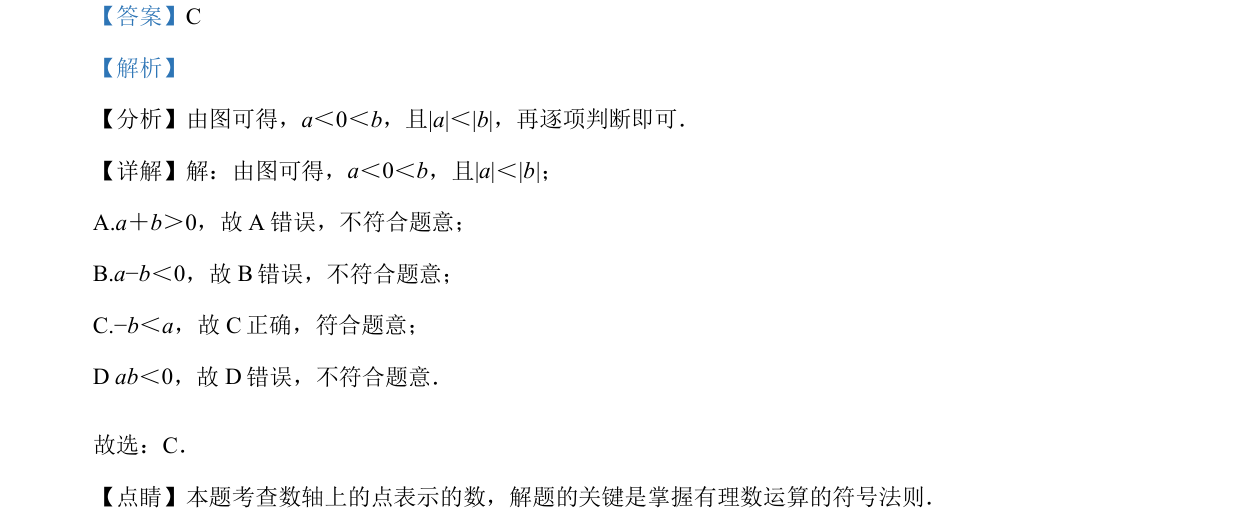 【答案】C
【解析】
【分析】由图可得，a＜0＜b，且|a|＜|b|，再逐项判断即可．
【详解】解：由图可得，a＜0＜b，且|a|＜|b|；
A.a＋b＞0，故 A 错误，不符合题意；
B.a−b＜0，故 B 错误，不符合题意；
C.−b＜a，故 C 正确，符合题意；
D ab＜0，故 D 错误，不符合题意．
故选：C．
【点睛】本题考查数轴上的点表示的数，解题的关键是掌握有理数运算的符号法则．